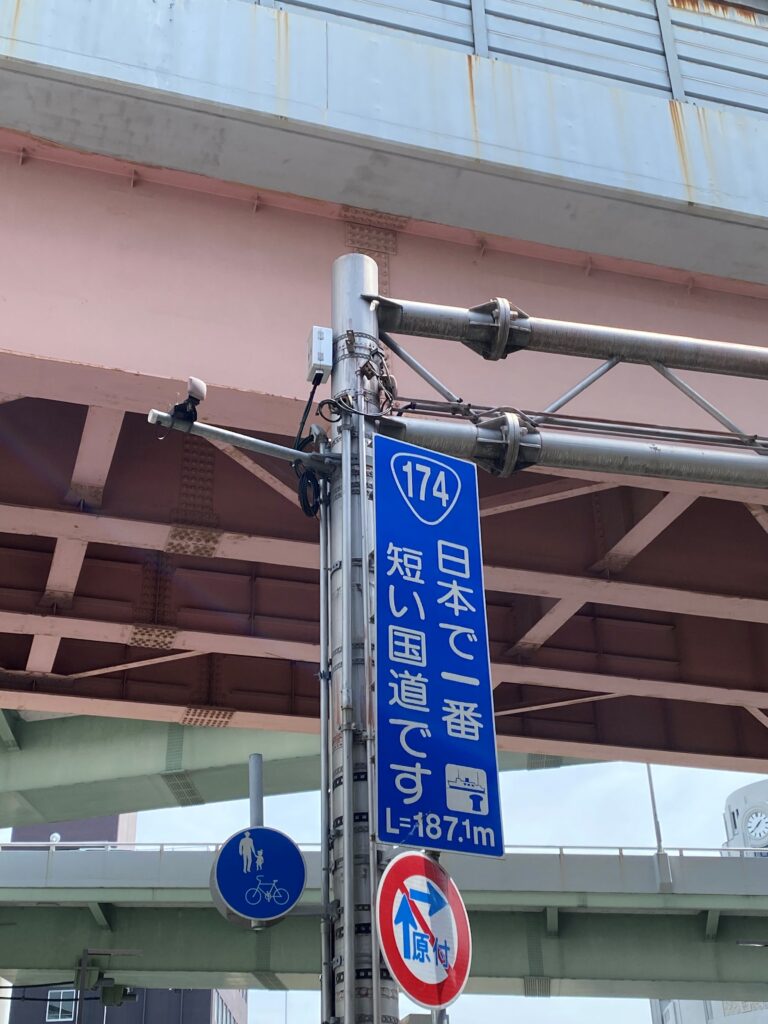 174
日本で一番
短い国道です
L=187.1m
原付